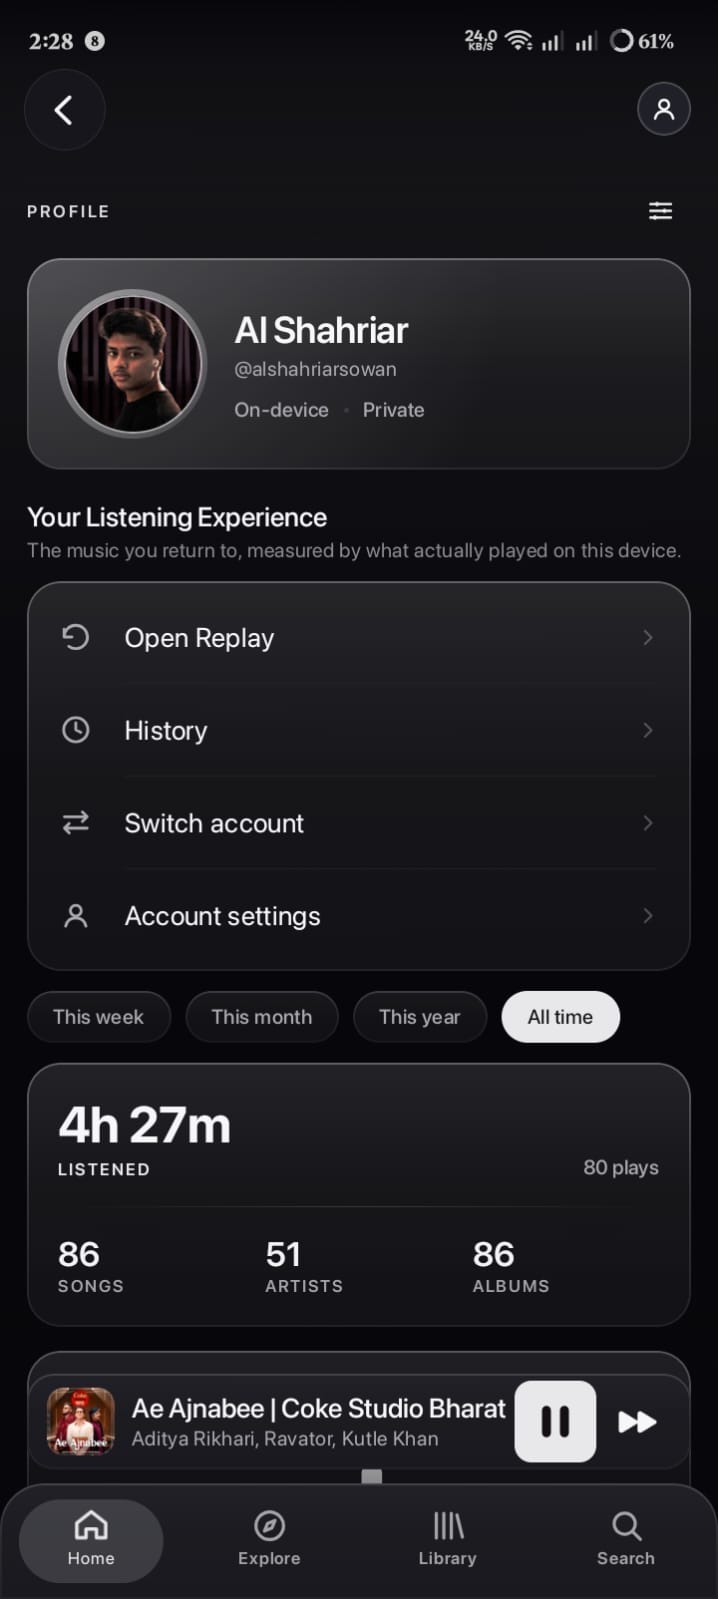 2:28 8 24.0 KB/S 61%
PROFILE
Al Shahriar
@alshahriarsowan
On-device • Private
Your Listening Experience
The music you return to, measured by what actually played on this device.
Open Replay
History
Switch account
Account settings
This week This month This year All time
4h 27m
LISTENED 80 plays
86 51 86
SONGS ARTISTS ALBUMS
Ae Ajnabee
Ae Ajnabee | Coke Studio Bharat
Aditya Rikhari, Ravator, Kutle Khan
Home Explore Library Search